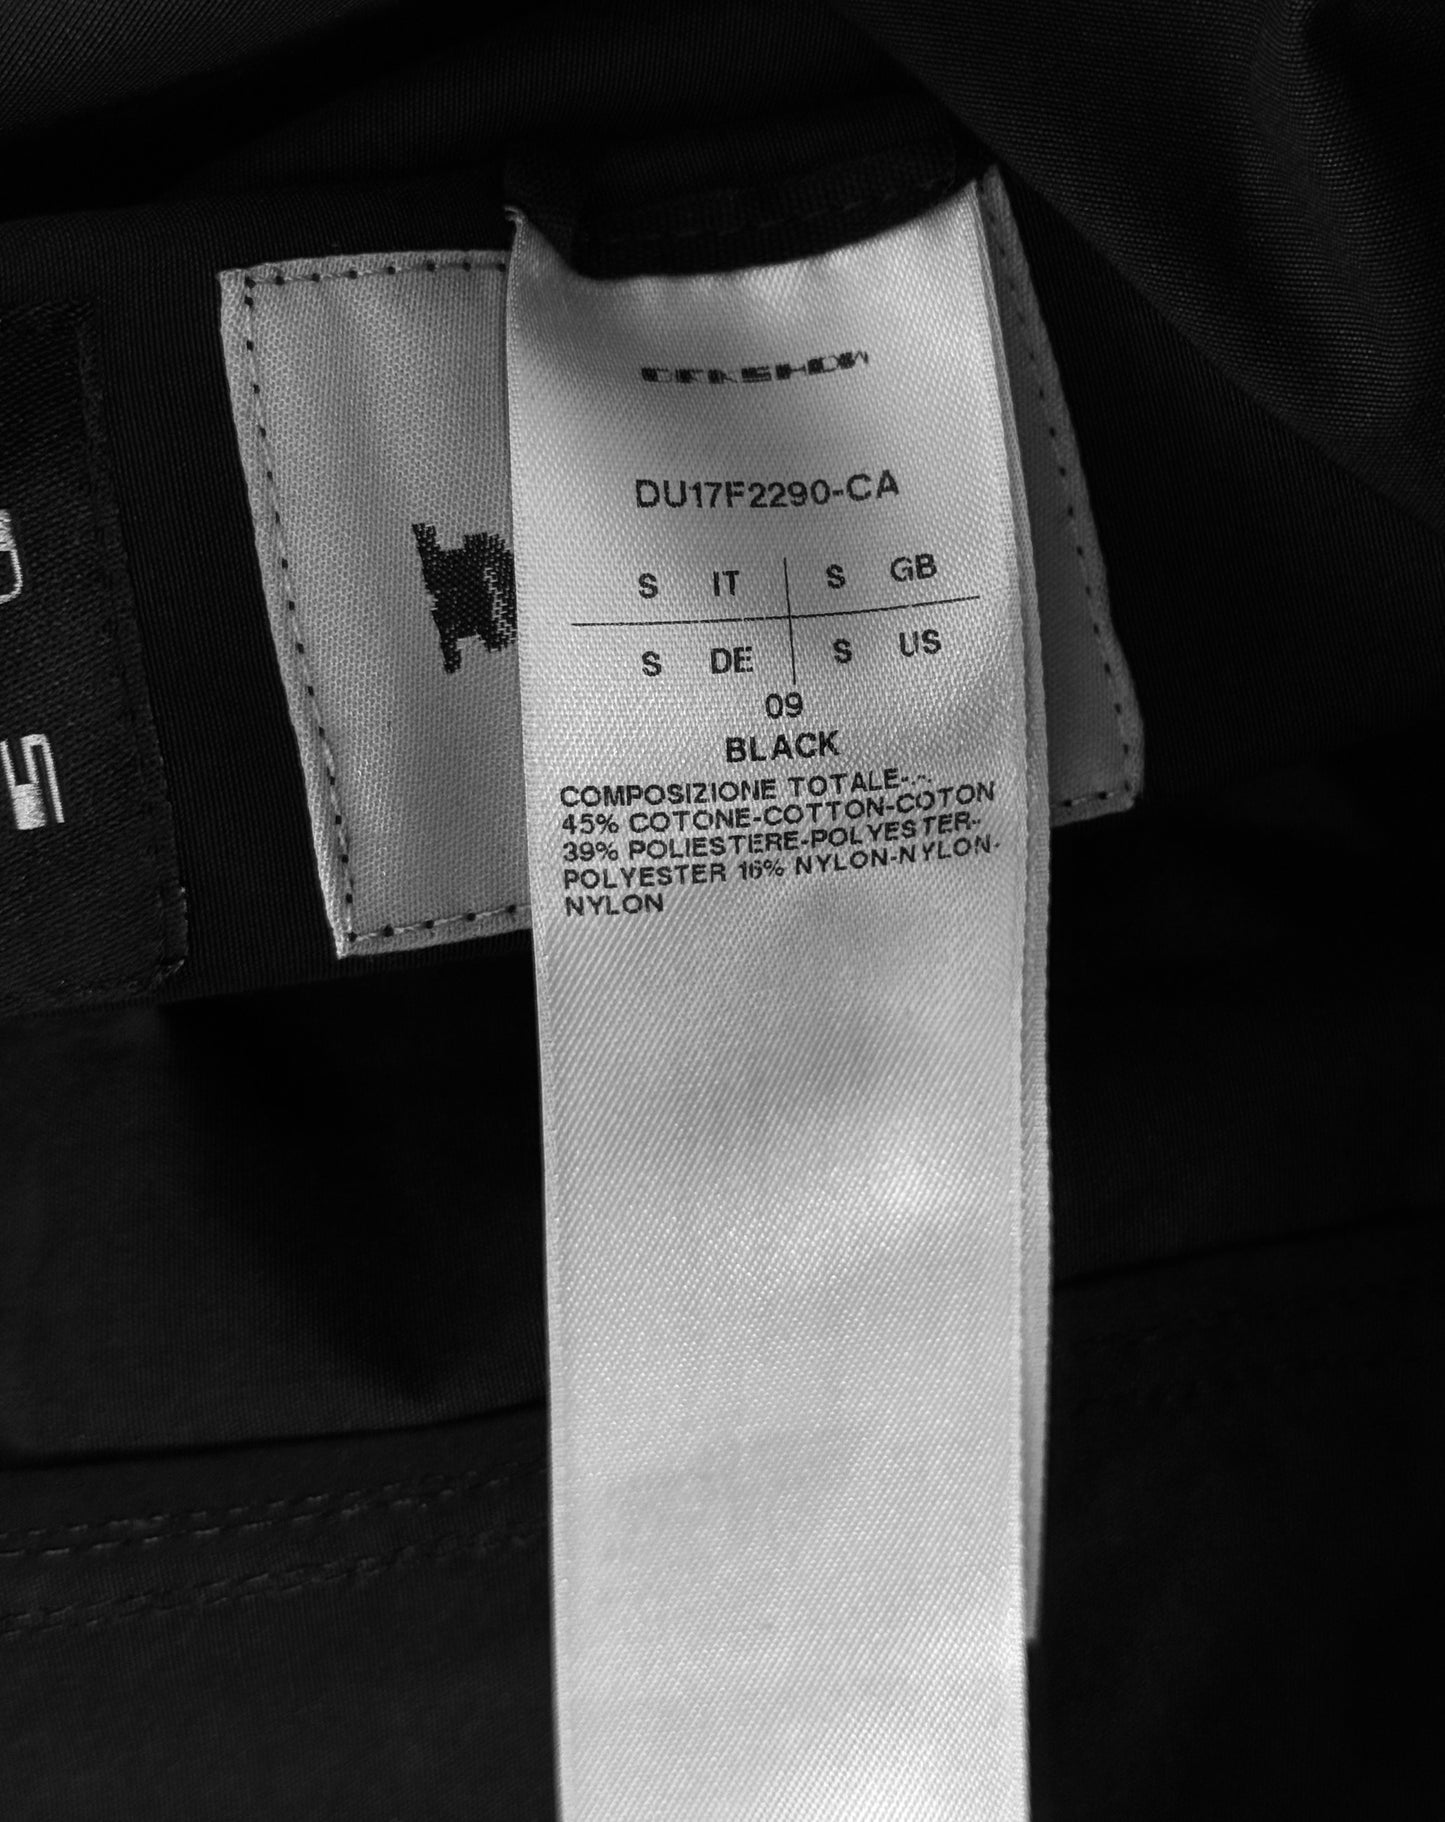 DRKSHDW
DU17F2290-CA
S IT S GB
S DE S US
09
BLACK
COMPOSIZIONE TOTALE-.-.
45% COTONE-COTTON-COTON
39% POLIESTERE-POLYESTER-
POLYESTER 16% NYLON-NYLON-
NYLON
S